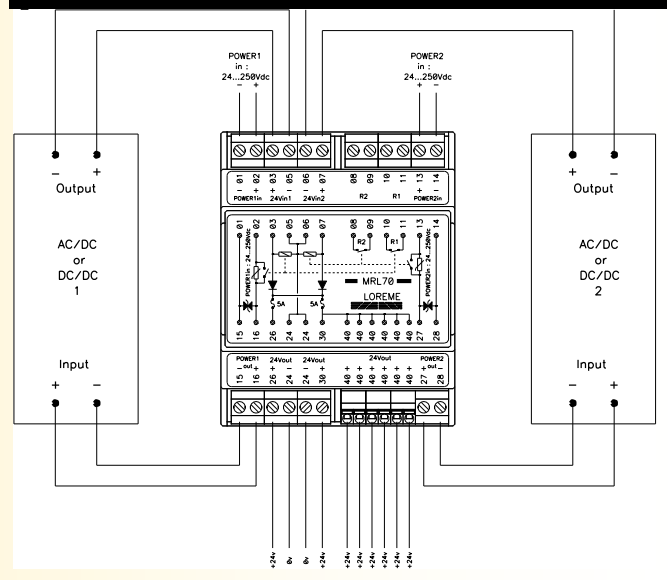 POWER1
in :
24...250Vdc
- +
POWER2
in :
24...250Vdc
+ -
- +
Output
AC/DC
or
DC/DC
1
Input
+ -
01 02 03 05 06 07 08 09 10 11 13 14
- + + - - + + -
POWER1in 24Vin1 24Vin2 R2 R1 POWER2in
01 02 03 05 06 07 08 09 10 11 13 14
R2 R1
POWER1in : 24...250Vdc
POWER2in : 24...250Vdc
MRL70
LOREME
5A 5A
15 16 26 24 24 30 40 40 40 40 40 40 27 28
POWER1 out 24Vout 24Vout 24Vout POWER2 out
- + + - - + + + + + + + + -
15 16 26 24 24 30 40 40 40 40 40 40 27 28
+ -
Output
AC/DC
or
DC/DC
2
Input
- +
+24v 0v 0v +24v +24v +24v +24v +24v +24v +24v